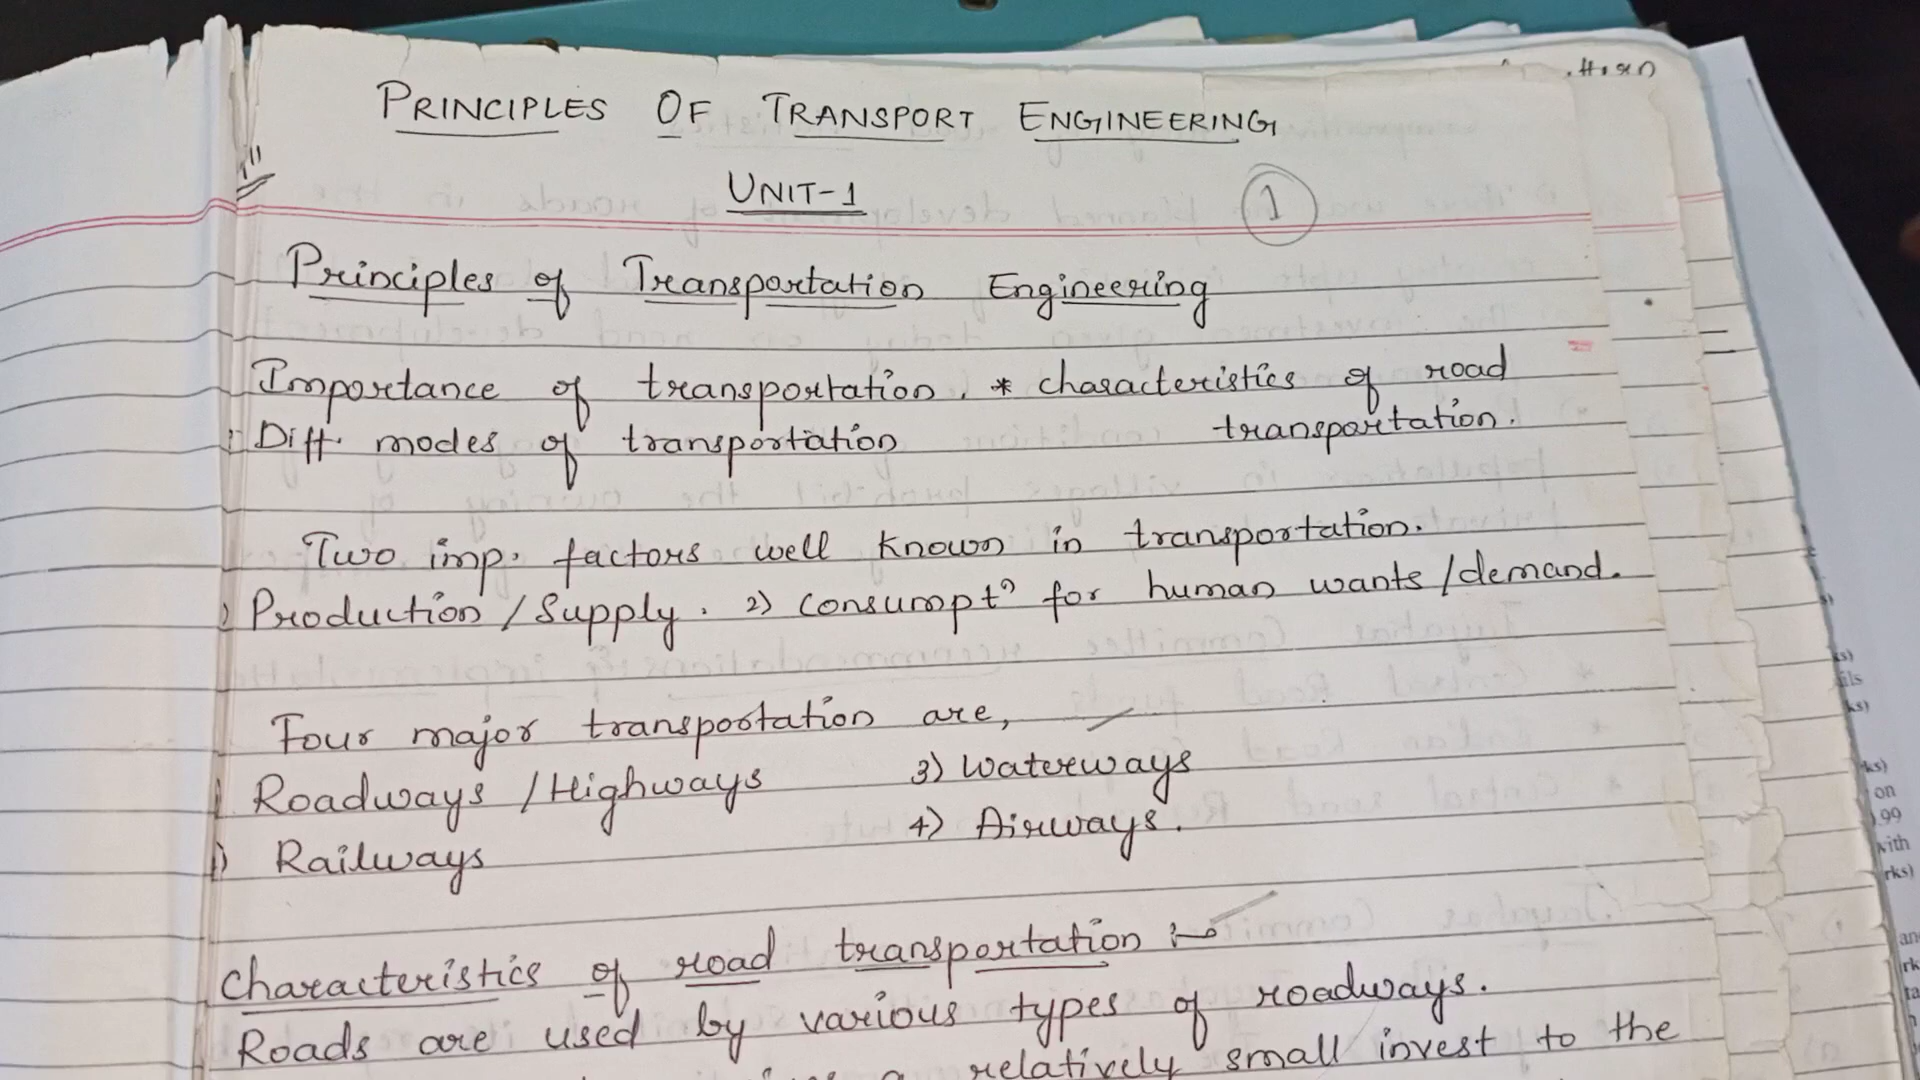 PRINCIPLES OF TRANSPORT ENGINEERING
UNIT-1
1
Principles of Transportation Engineering
Importance of transportation. * characteristics of road
Diff. modes of transportation transportation.
Two imp. factors well known in transportation.
1) Production / Supply. 2) Consumptn for human wants / demand.
Four major transpostation are,
Roadways / Highways 3) Waterways
Railways 4) Airways.
Characteristics of road transportation :-
Roads are used by various types of roadways.
relatively small invest to the